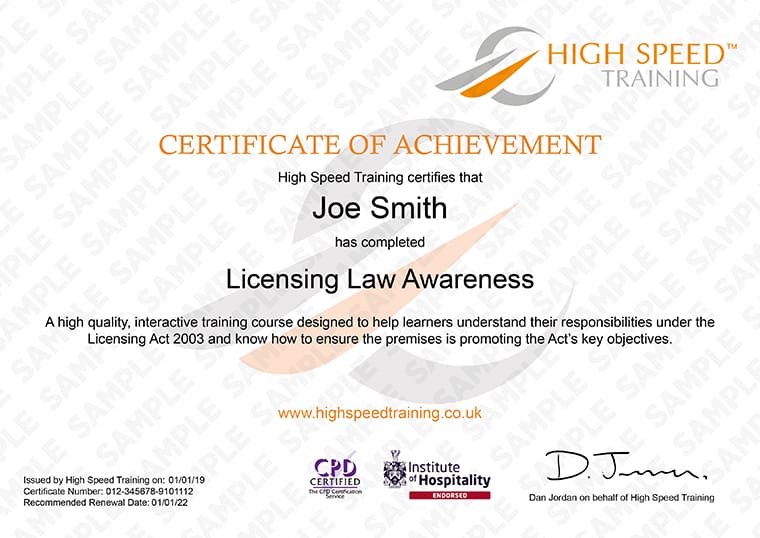 HIGH SPEED™
TRAINING
CERTIFICATE OF ACHIEVEMENT
High Speed Training certifies that
Joe Smith
has completed
Licensing Law Awareness
A high quality, interactive training course designed to help learners understand their responsibilities under the
Licensing Act 2003 and know how to ensure the premises is promoting the Act's key objectives.
www.highspeedtraining.co.uk
Issued by High Speed Training on: 01/01/19
Certificate Number: 012-345678-9101112
Recommended Renewal Date: 01/01/22
CPD
CERTIFIED
The CPD Certification
Service
Institute
of Hospitality
ENDORSED
Dan Jordan on behalf of High Speed Training
SAMPLE